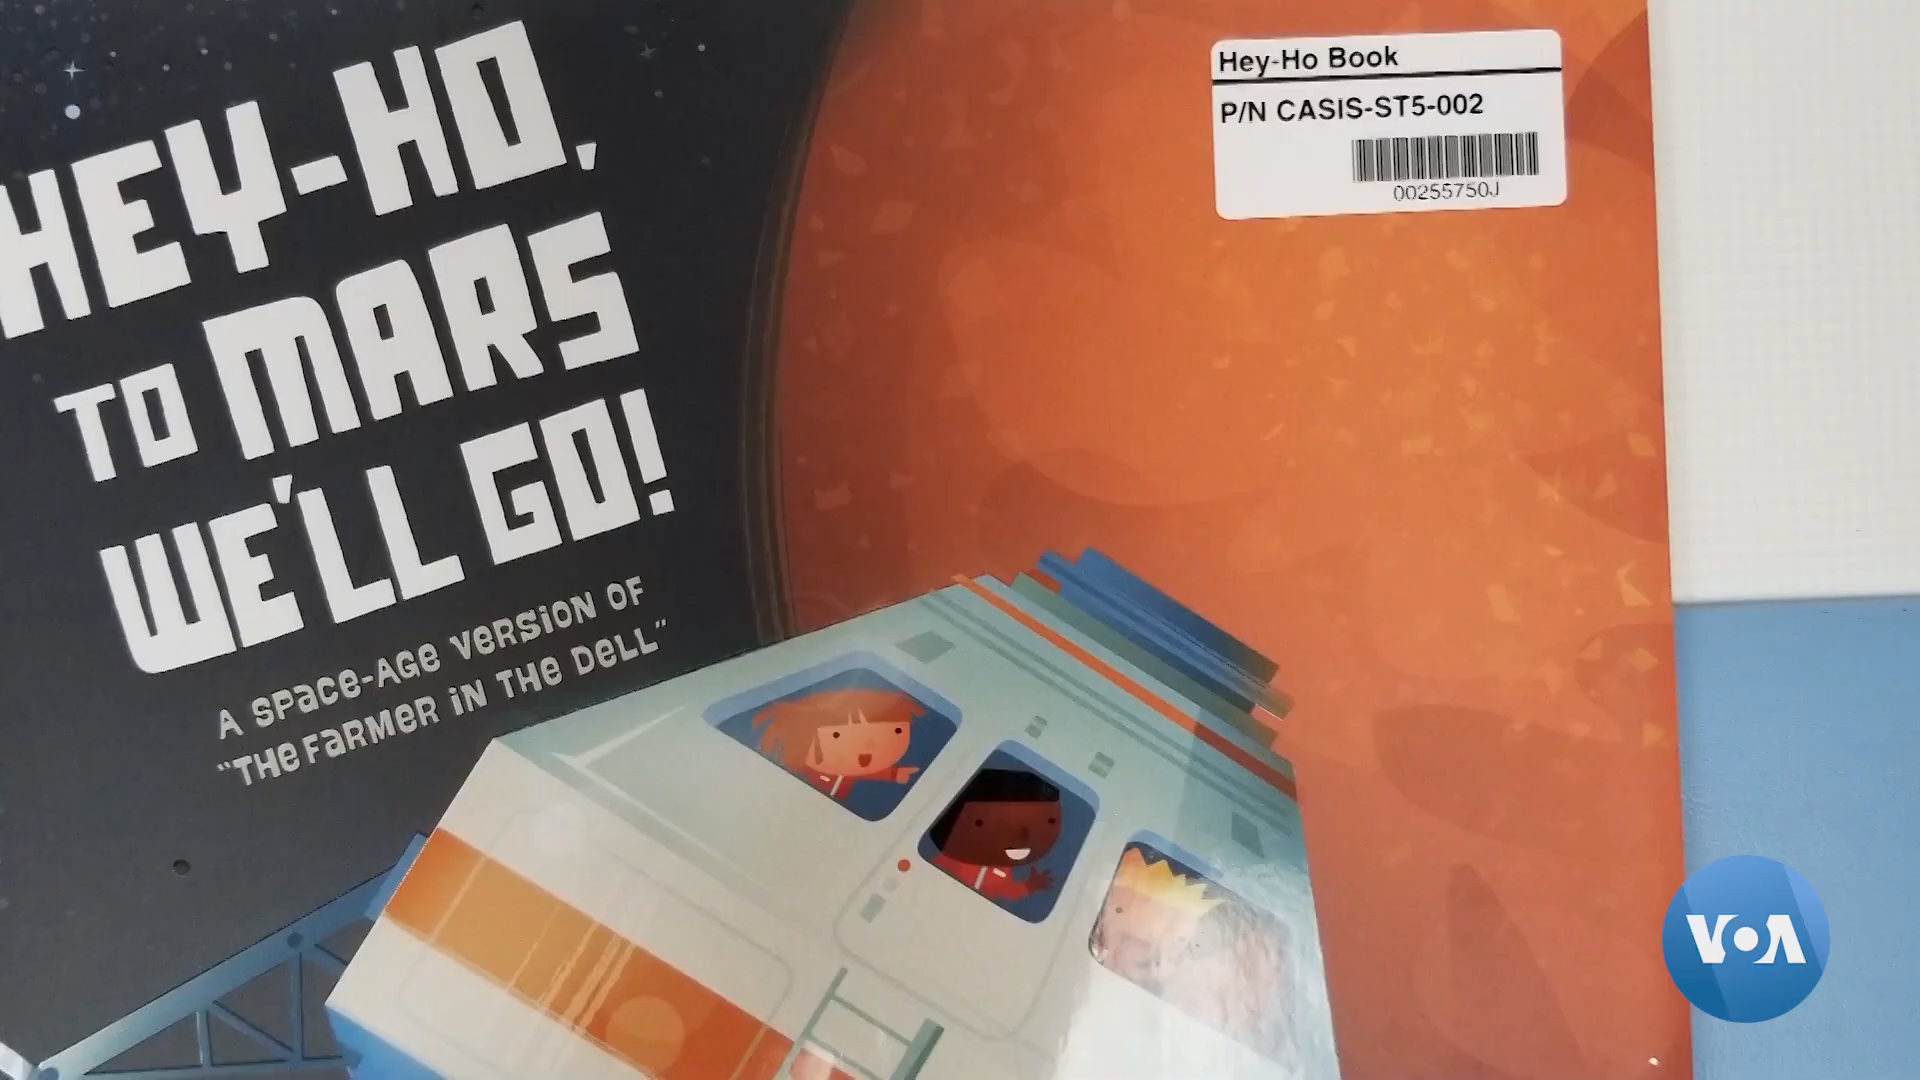 HEY-HO,
TO MARS
WE'LL GO!
A SPACE-AGE VERSION OF
"THE FARMER IN THE DELL"
Hey-Ho Book
P/N CASIS-ST5-002
00255750J
VOA